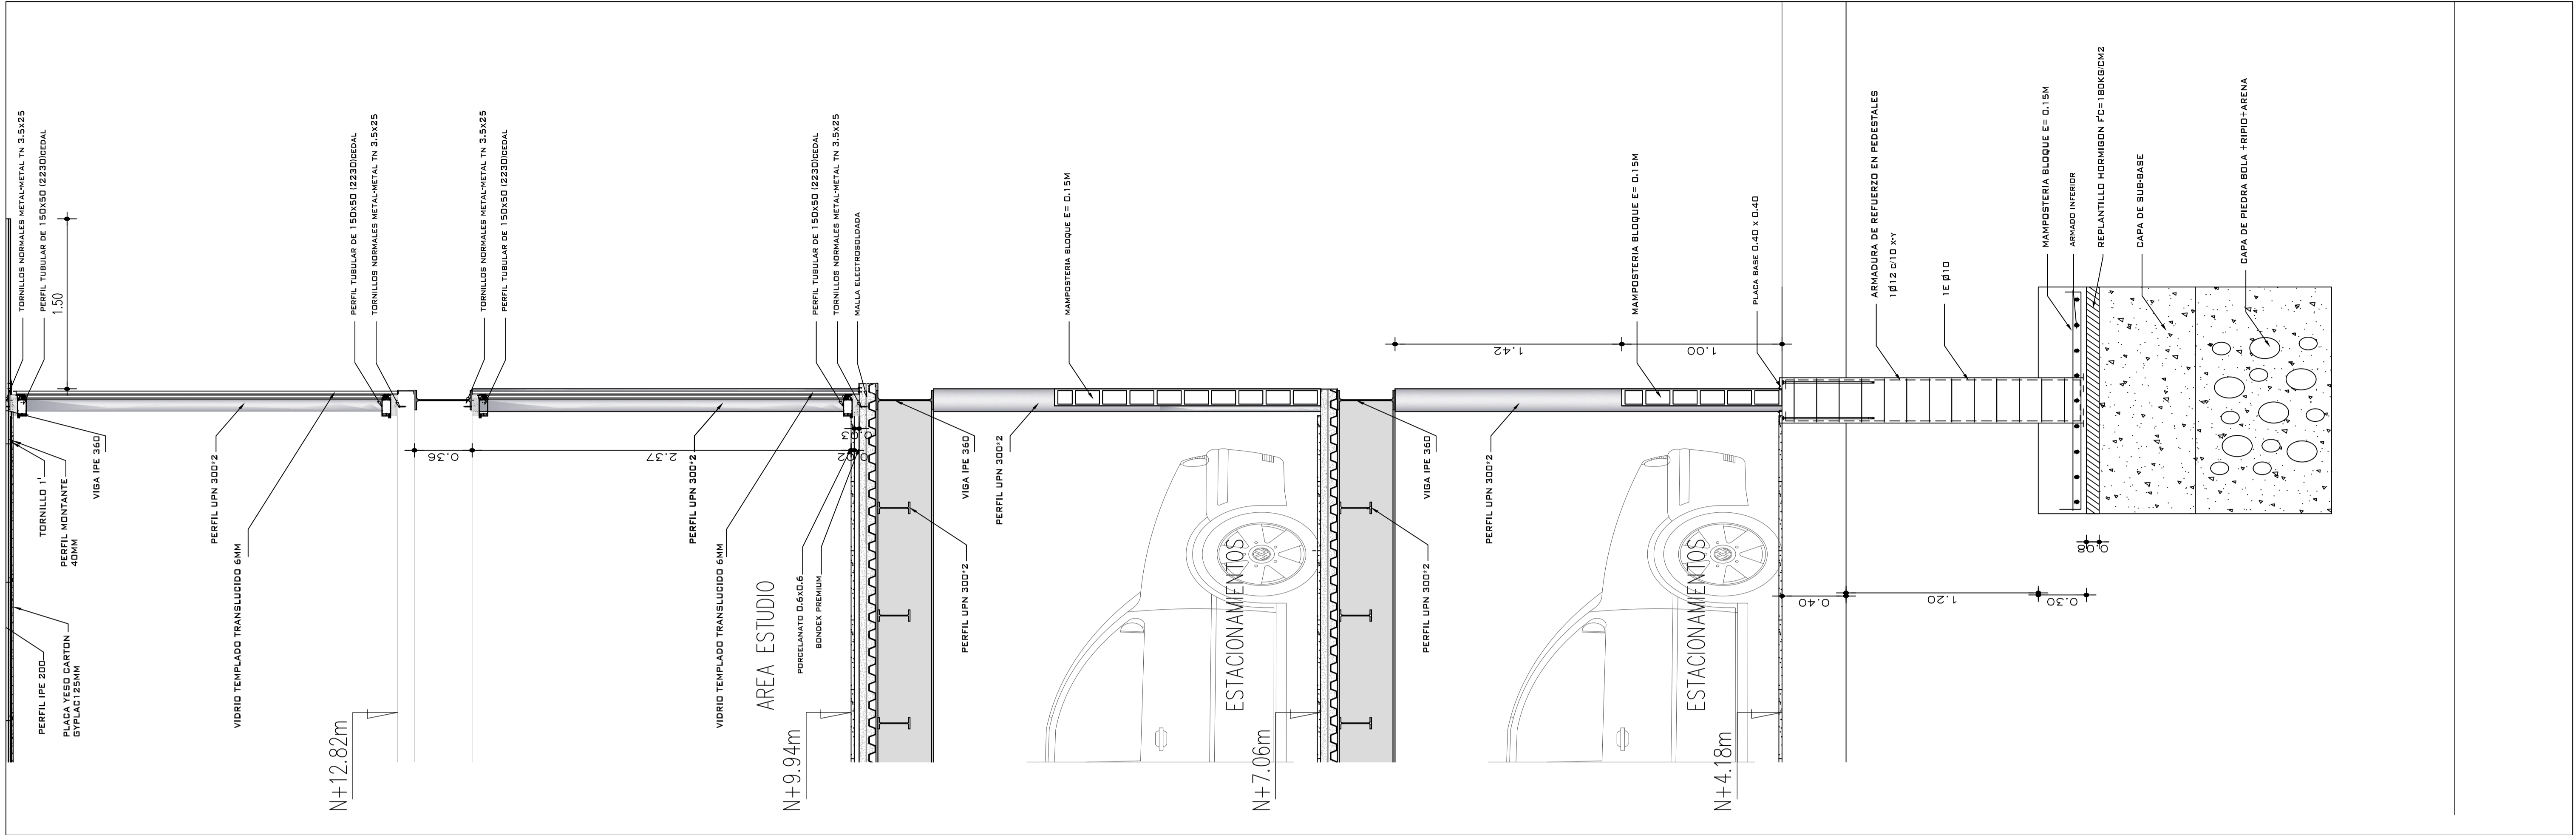 TORNILLOS NORMALES METAL-METAL TN 3.5x25
PERFIL TUBULAR DE 150x50 (2230)CEDAL
1.50
PERFIL TUBULAR DE 150x50 (2230)CEDAL
TORNILLOS NORMALES METAL-METAL TN 3.5x25
TORNILLOS NORMALES METAL-METAL TN 3.5x25
PERFIL TUBULAR DE 150x50 (2230)CEDAL
PERFIL TUBULAR DE 150x50 (2230)CEDAL
TORNILLOS NORMALES METAL-METAL TN 3.5x25
MALLA ELECTROSOLDADA
MAMPOSTERIA BLOQUE E= 0.15M
1.42
MAMPOSTERIA BLOQUE E= 0.15M
1.00
PLACA BASE 0.40 x 0.40
ARMADURA DE REFUERZO EN PEDESTALES
1Ø12 C/10 X-Y
1E Ø10
MAMPOSTERIA BLOQUE E= 0.15M
ARMADO INFERIOR
REPLANTILLO HORMIGON F'C=180KG/CM2
CAPA DE SUB-BASE
CAPA DE PIEDRA BOLA +RIPIO+ARENA
TORNILLO 1'
PERFIL MONTANTE
40MM
VIGA IPE 360
PERFIL UPN 300*2
VIDRIO TEMPLADO TRANSLUCIDO 6MM
0.36
2.37
PERFIL UPN 300*2
VIDRIO TEMPLADO TRANSLUCIDO 6MM
0.03
0.02
PORCELANATO 0.6x0.6
BONDEX PREMIUM
VIGA IPE 360
PERFIL UPN 300*2
PERFIL UPN 300*2
VIGA IPE 360
PERFIL UPN 300*2
PERFIL UPN 300*2
0.40
1.20
0.30
0.08
PERFIL IPE 200
PLACA YESO CARTON
GYPLAC125MM
AREA ESTUDIO
ESTACIONAMIENTOS
ESTACIONAMIENTOS
N+12.82m
N+9.94m
N+7.06m
N+4.18m